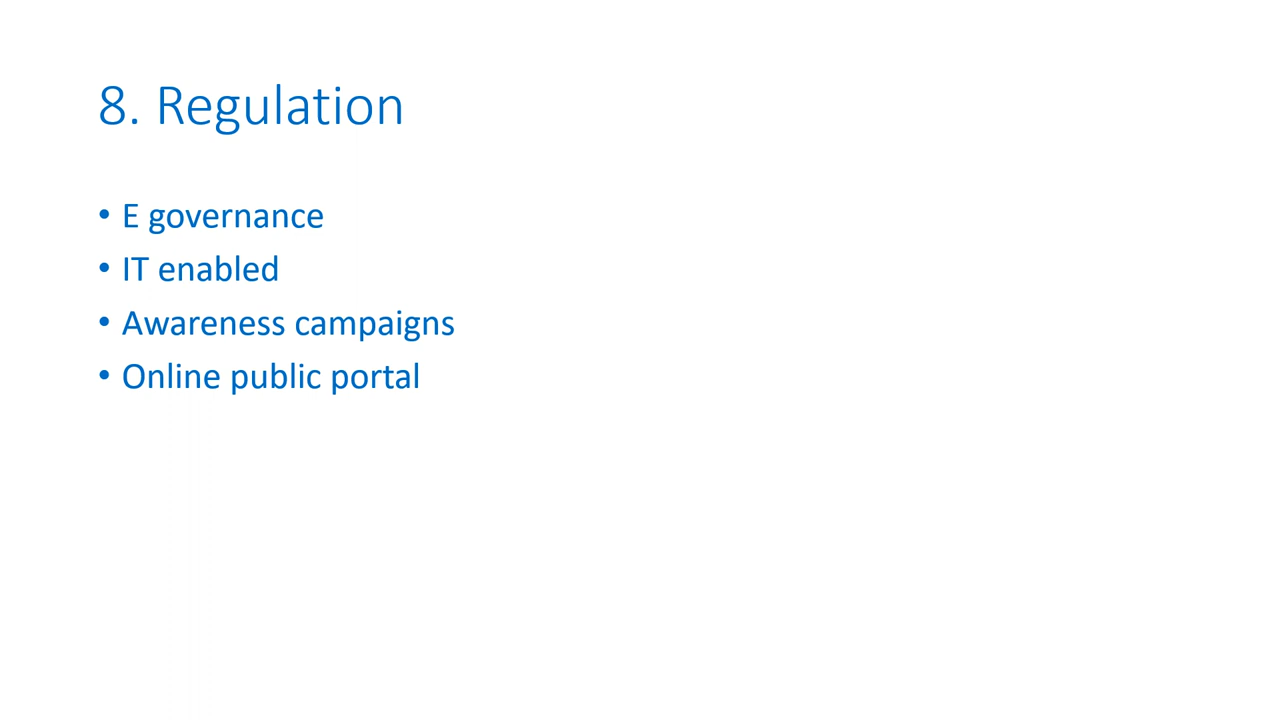 8. Regulation
• E governance
• IT enabled
• Awareness campaigns
• Online public portal